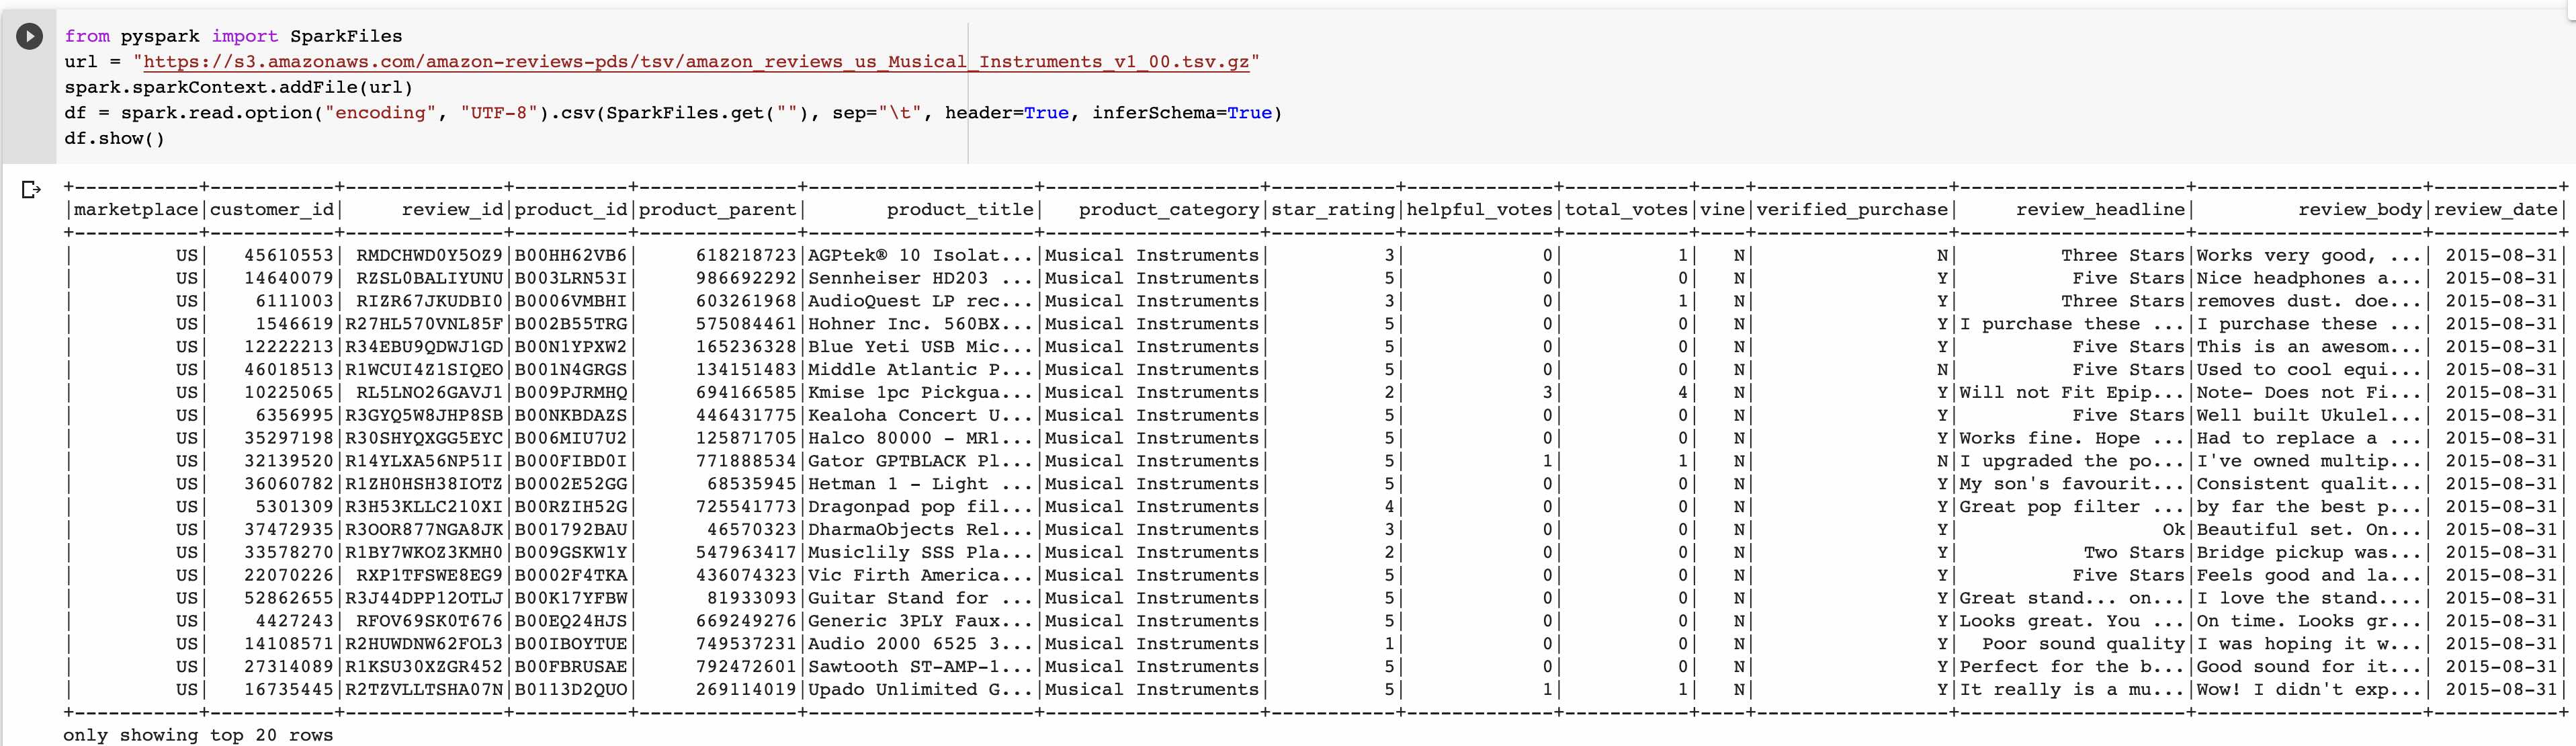 from pyspark import SparkFiles
url = "https://s3.amazonaws.com/amazon-reviews-pds/tsv/amazon_reviews_us_Musical_Instruments_v1_00.tsv.gz"
spark.sparkContext.addFile(url)
df = spark.read.option("encoding", "UTF-8").csv(SparkFiles.get(""), sep="\t", header=True, inferSchema=True)
df.show()
+-----------+-----------+--------------+----------+--------------+--------------------+-------------------+-----------+-------------+-----------+----+-----------------+--------------------+--------------------+-----------+
|marketplace|customer_id|     review_id|product_id|product_parent|       product_title|   product_category|star_rating|helpful_votes|total_votes|vine|verified_purchase|     review_headline|         review_body|review_date|
+-----------+-----------+--------------+----------+--------------+--------------------+-------------------+-----------+-------------+-----------+----+-----------------+--------------------+--------------------+-----------+
|         US|   45610553| RMDCHWD0Y5OZ9|B00HH62VB6|     618218723|AGPtek® 10 Isolat...|Musical Instruments|          3|            0|          1|   N|                N|         Three Stars|Works very good, ...| 2015-08-31|
|         US|   14640079| RZSL0BALIYUNU|B003LRN53I|     986692292|Sennheiser HD203 ...|Musical Instruments|          5|            0|          0|   N|                Y|          Five Stars|Nice headphones a...| 2015-08-31|
|         US|    6111003| RIZR67JKUDBI0|B0006VMBHI|     603261968|AudioQuest LP rec...|Musical Instruments|          3|            0|          1|   N|                Y|         Three Stars|removes dust. doe...| 2015-08-31|
|         US|    1546619|R27HL570VNL85F|B002B55TRG|     575084461|Hohner Inc. 560BX...|Musical Instruments|          5|            0|          0|   N|                Y|I purchase these ...|I purchase these ...| 2015-08-31|
|         US|   12222213|R34EBU9QDWJ1GD|B00N1YPXW2|     165236328|Blue Yeti USB Mic...|Musical Instruments|          5|            0|          0|   N|                Y|          Five Stars|This is an awesom...| 2015-08-31|
|         US|   46018513|R1WCUI4Z1SIQEO|B001N4GRGS|     134151483|Middle Atlantic P...|Musical Instruments|          5|            0|          0|   N|                N|          Five Stars|Used to cool equi...| 2015-08-31|
|         US|   10225065| RL5LNO26GAVJ1|B009PJRMHQ|     694166585|Kmise 1pc Pickgua...|Musical Instruments|          2|            3|          4|   N|                Y|Will not Fit Epip...|Note- Does not Fi...| 2015-08-31|
|         US|    6356995|R3GYQ5W8JHP8SB|B00NKBDAZS|     446431775|Kealoha Concert U...|Musical Instruments|          5|            0|          0|   N|                Y|          Five Stars|Well built Ukulel...| 2015-08-31|
|         US|   35297198|R30SHYQXGG5EYC|B006MIU7U2|     125871705|Halco 80000 - MR1...|Musical Instruments|          5|            0|          0|   N|                Y|Works fine. Hope ...|Had to replace a ...| 2015-08-31|
|         US|   32139520|R14YLXA56NP51I|B000FIBD0I|     771888534|Gator GPTBLACK Pl...|Musical Instruments|          5|            1|          1|   N|                N|I upgraded the po...|I've owned multip...| 2015-08-31|
|         US|   36060782|R1ZH0HSH38IOTZ|B0002E52GG|      68535945|Hetman 1 - Light ...|Musical Instruments|          5|            0|          0|   N|                Y|My son's favourit...|Consistent qualit...| 2015-08-31|
|         US|    5301309|R3H53KLLC210XI|B00RZIH52G|     725541773|Dragonpad pop fil...|Musical Instruments|          4|            0|          0|   N|                Y|Great pop filter ...|by far the best p...| 2015-08-31|
|         US|   37472935|R3OOR877NGA8JK|B001792BAU|      46570323|DharmaObjects Rel...|Musical Instruments|          3|            0|          0|   N|                Y|                  Ok|Beautiful set. On...| 2015-08-31|
|         US|   33578270|R1BY7WKOZ3KMH0|B009GSKW1Y|     547963417|Musiclily SSS Pla...|Musical Instruments|          2|            0|          0|   N|                Y|           Two Stars|Bridge pickup was...| 2015-08-31|
|         US|   22070226| RXP1TFSWE8EG9|B0002F4TKA|     436074323|Vic Firth America...|Musical Instruments|          5|            0|          0|   N|                Y|          Five Stars|Feels good and la...| 2015-08-31|
|         US|   52862655|R3J44DPP12OTLJ|B00K17YFBW|      81933093|Guitar Stand for ...|Musical Instruments|          5|            0|          0|   N|                Y|Great stand... on...|I love the stand....| 2015-08-31|
|         US|    4427243| RFOV69SK0T676|B00EQ24HJS|     669249276|Generic 3PLY Faux...|Musical Instruments|          5|            0|          0|   N|                Y|Looks great. You ...|On time. Looks gr...| 2015-08-31|
|         US|   14108571|R2HUWDNW62FOL3|B00IBOYTUE|     749537231|Audio 2000 6525 3...|Musical Instruments|          1|            0|          0|   N|                Y|  Poor sound quality|I was hoping it w...| 2015-08-31|
|         US|   27314089|R1KSU30XZGR452|B00FBRUSAE|     792472601|Sawtooth ST-AMP-1...|Musical Instruments|          5|            0|          0|   N|                Y|Perfect for the b...|Good sound for it...| 2015-08-31|
|         US|   16735445|R2TZVLLTSHA07N|B0113D2QUO|     269114019|Upado Unlimited G...|Musical Instruments|          5|            1|          1|   N|                Y|It really is a mu...|Wow! I didn't exp...| 2015-08-31|
+-----------+-----------+--------------+----------+--------------+--------------------+-------------------+-----------+-------------+-----------+----+-----------------+--------------------+--------------------+-----------+
only showing top 20 rows